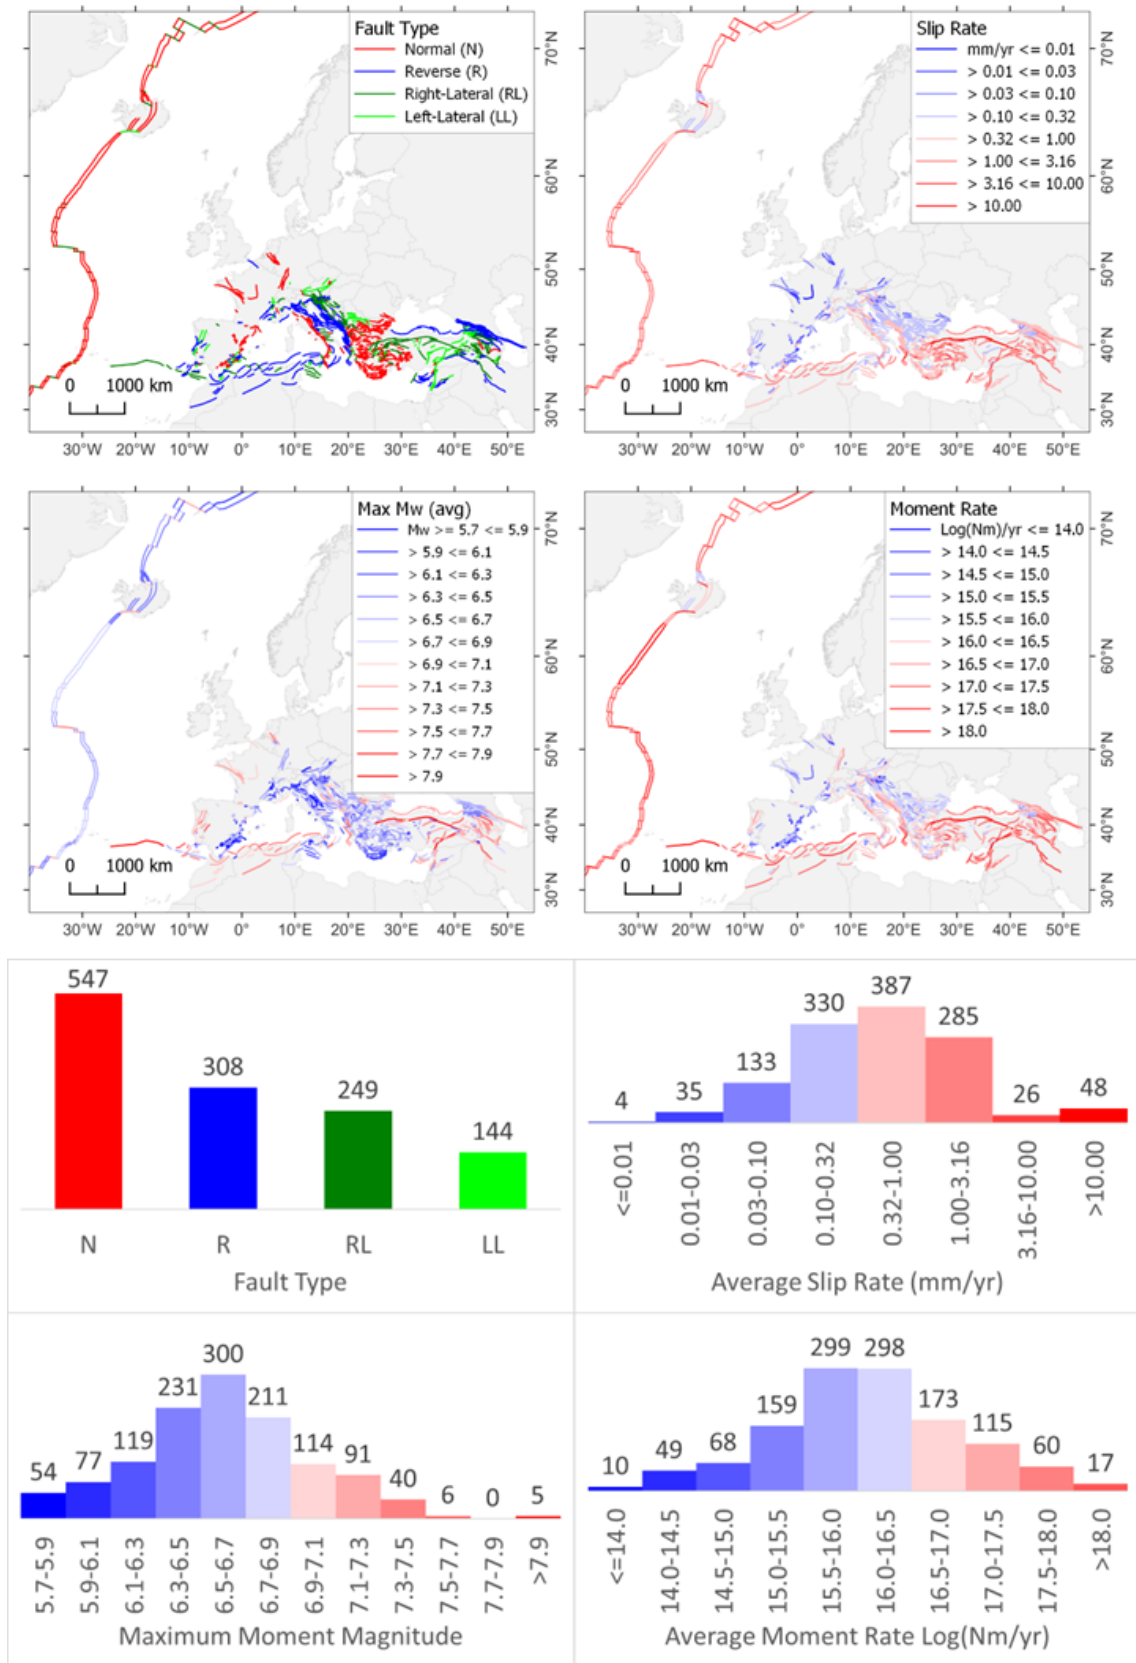 Fault Type
Normal (N)
Reverse (R)
Right-Lateral (RL)
Left-Lateral (LL)
70°N
60°N
50°N
40°N
30°N
0 1000 km
30°W 20°W 10°W 0° 10°E 20°E 30°E 40°E 50°E
Slip Rate
mm/yr <= 0.01
> 0.01 <= 0.03
> 0.03 <= 0.10
> 0.10 <= 0.32
> 0.32 <= 1.00
> 1.00 <= 3.16
> 3.16 <= 10.00
> 10.00
70°N
60°N
50°N
40°N
30°N
0 1000 km
30°W 20°W 10°W 0° 10°E 20°E 30°E 40°E 50°E
Max Mw (avg)
Mw >= 5.7 <= 5.9
> 5.9 <= 6.1
> 6.1 <= 6.3
> 6.3 <= 6.5
> 6.5 <= 6.7
> 6.7 <= 6.9
> 6.9 <= 7.1
> 7.1 <= 7.3
> 7.3 <= 7.5
> 7.5 <= 7.7
> 7.7 <= 7.9
> 7.9
70°N
60°N
50°N
40°N
30°N
0 1000 km
30°W 20°W 10°W 0° 10°E 20°E 30°E 40°E 50°E
Moment Rate
Log(Nm)/yr <= 14.0
> 14.0 <= 14.5
> 14.5 <= 15.0
> 15.0 <= 15.5
> 15.5 <= 16.0
> 16.0 <= 16.5
> 16.5 <= 17.0
> 17.0 <= 17.5
> 17.5 <= 18.0
> 18.0
70°N
60°N
50°N
40°N
30°N
0 1000 km
30°W 20°W 10°W 0° 10°E 20°E 30°E 40°E 50°E
547
308
249
144
N R RL LL
Fault Type
4 35 133 330 387 285 26 48
<=0.01 0.01-0.03 0.03-0.10 0.10-0.32 0.32-1.00 1.00-3.16 3.16-10.00 >10.00
Average Slip Rate (mm/yr)
54 77 119 231 300 211 114 91 40 6 0 5
5.7-5.9 5.9-6.1 6.1-6.3 6.3-6.5 6.5-6.7 6.7-6.9 6.9-7.1 7.1-7.3 7.3-7.5 7.5-7.7 7.7-7.9 >7.9
Maximum Moment Magnitude
10 49 68 159 299 298 173 115 60 17
<=14.0 14.0-14.5 14.5-15.0 15.0-15.5 15.5-16.0 16.0-16.5 16.5-17.0 17.0-17.5 17.5-18.0 >18.0
Average Moment Rate Log(Nm/yr)